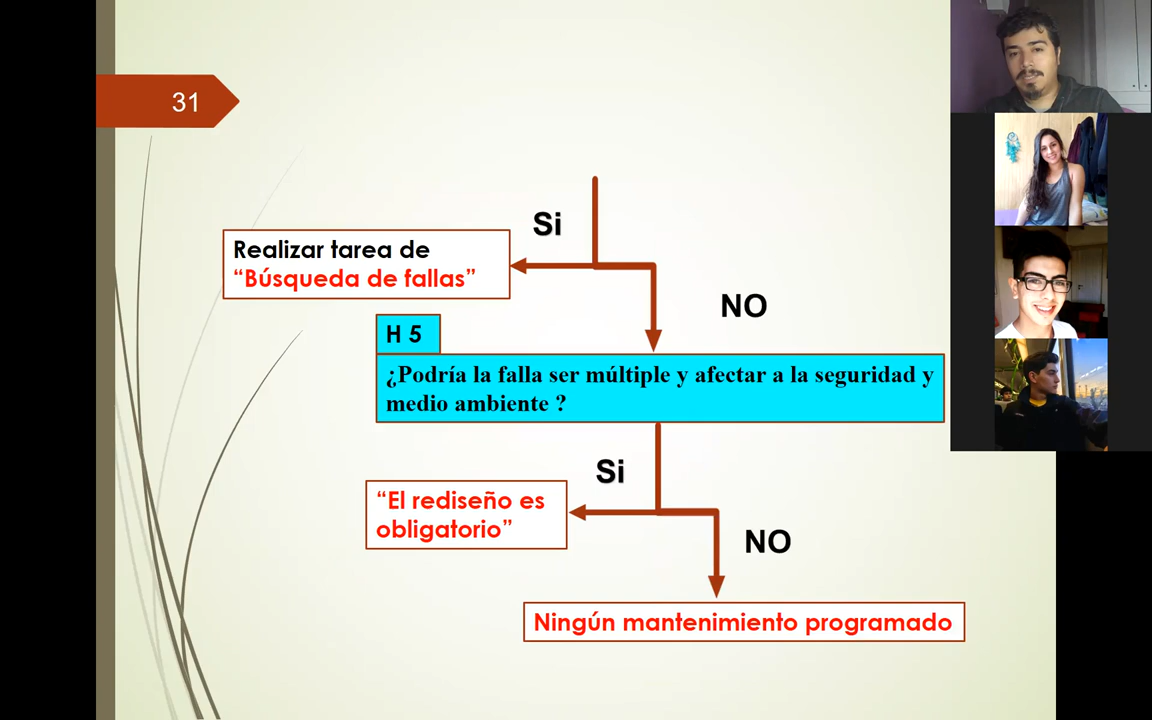 31
Si
Realizar tarea de
“Búsqueda de fallas”
NO
H 5
¿Podría la falla ser múltiple y afectar a la seguridad y
medio ambiente ?
Si
“El rediseño es
obligatorio”
NO
Ningún mantenimiento programado